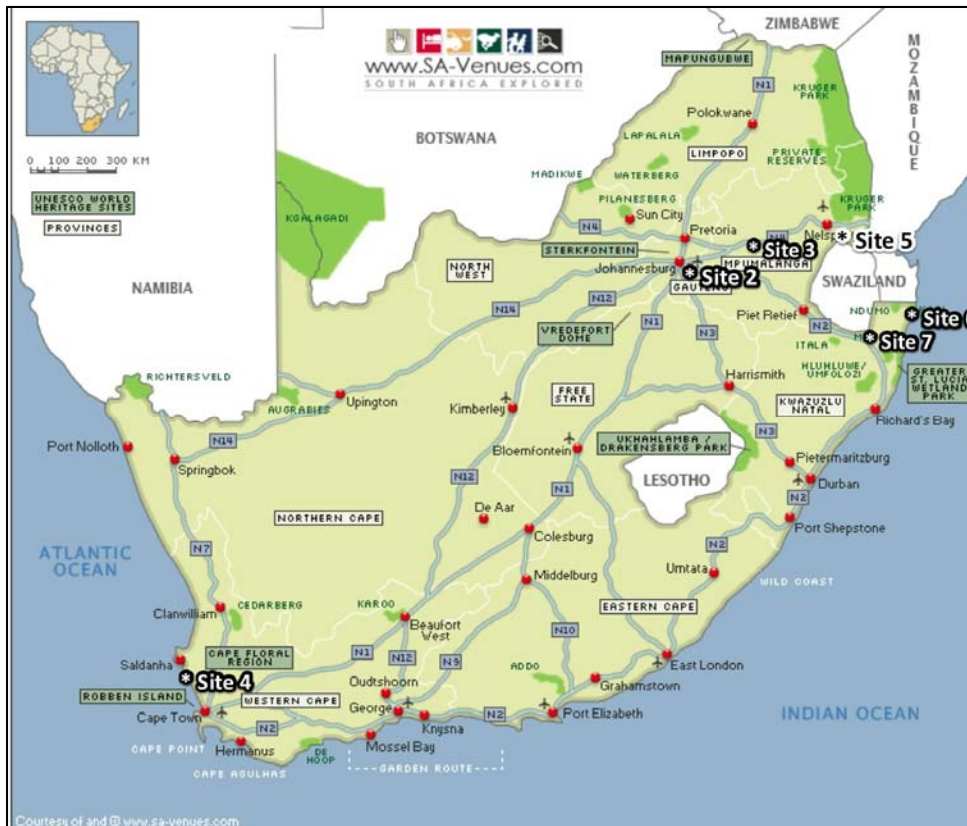 ZIMBABWE
MOZAMBIQUE
www.SA-Venues.com
SOUTH AFRICA EXPLORED
MAPUNGUBWE
N1
KRUGER
PARK
Polokwane
BOTSWANA
LAPALALA
LIMPOPO
PRIVATE
RESERVES
0 100 200 300 KM
WATERBERG
MADIKWE
UNESCO WORLD
HERITAGE SITES
PROVINCES
KGALAGADI
PILANESBERG
Sun City
KRUGER
PARK
N4
Pretoria
Nelsp
* Site 5
* Site 3
STERKFONTEIN
MPUMALANGA
NORTH
WEST
Johannesburg
* Site 2
GAUTENG
SWAZILAND
NAMIBIA
N14
N12
N1
N3
Piet Retief
NDUMO
* Site 6
N2
* Site 7
VREDEFORT
DOME
ITALA
HLUHLUWE/
UMFOLOZI
GREATER
ST. LUCIA
WETLAND
PARK
RICHTERSVELD
AUGRABIES
Upington
Harrismith
FREE
STATE
Kimberley
KWAZUZLU
NATAL
Richard's Bay
Port Nolloth
N14
Springbok
Bloemfontein
UKHAHLAMBA /
DRAKENSBERG PARK
N3
Pietermaritzburg
LESOTHO
Durban
N12
N1
N2
De Aar
NORTHERN CAPE
Colesburg
Port Shepstone
ATLANTIC
OCEAN
N7
Middelburg
N2
Umtata
WILD COAST
Clanwilliam
CEDARBERG
KAROO
Beaufort
West
EASTERN CAPE
N10
Saldanha
CAPE FLORAL
REGION
N1
N12
N9
ADDO
East London
* Site 4
Oudtshoorn
Grahamstown
ROBBEN ISLAND
WESTERN CAPE
George
N2
Cape Town
Knysna
Port Elizabeth
INDIAN OCEAN
N2
CAPE POINT
Hermanus
DE
HOOP
Mossel Bay
CAPE AGULHAS
GARDEN ROUTE
Courtesy of and © www.sa-venues.com